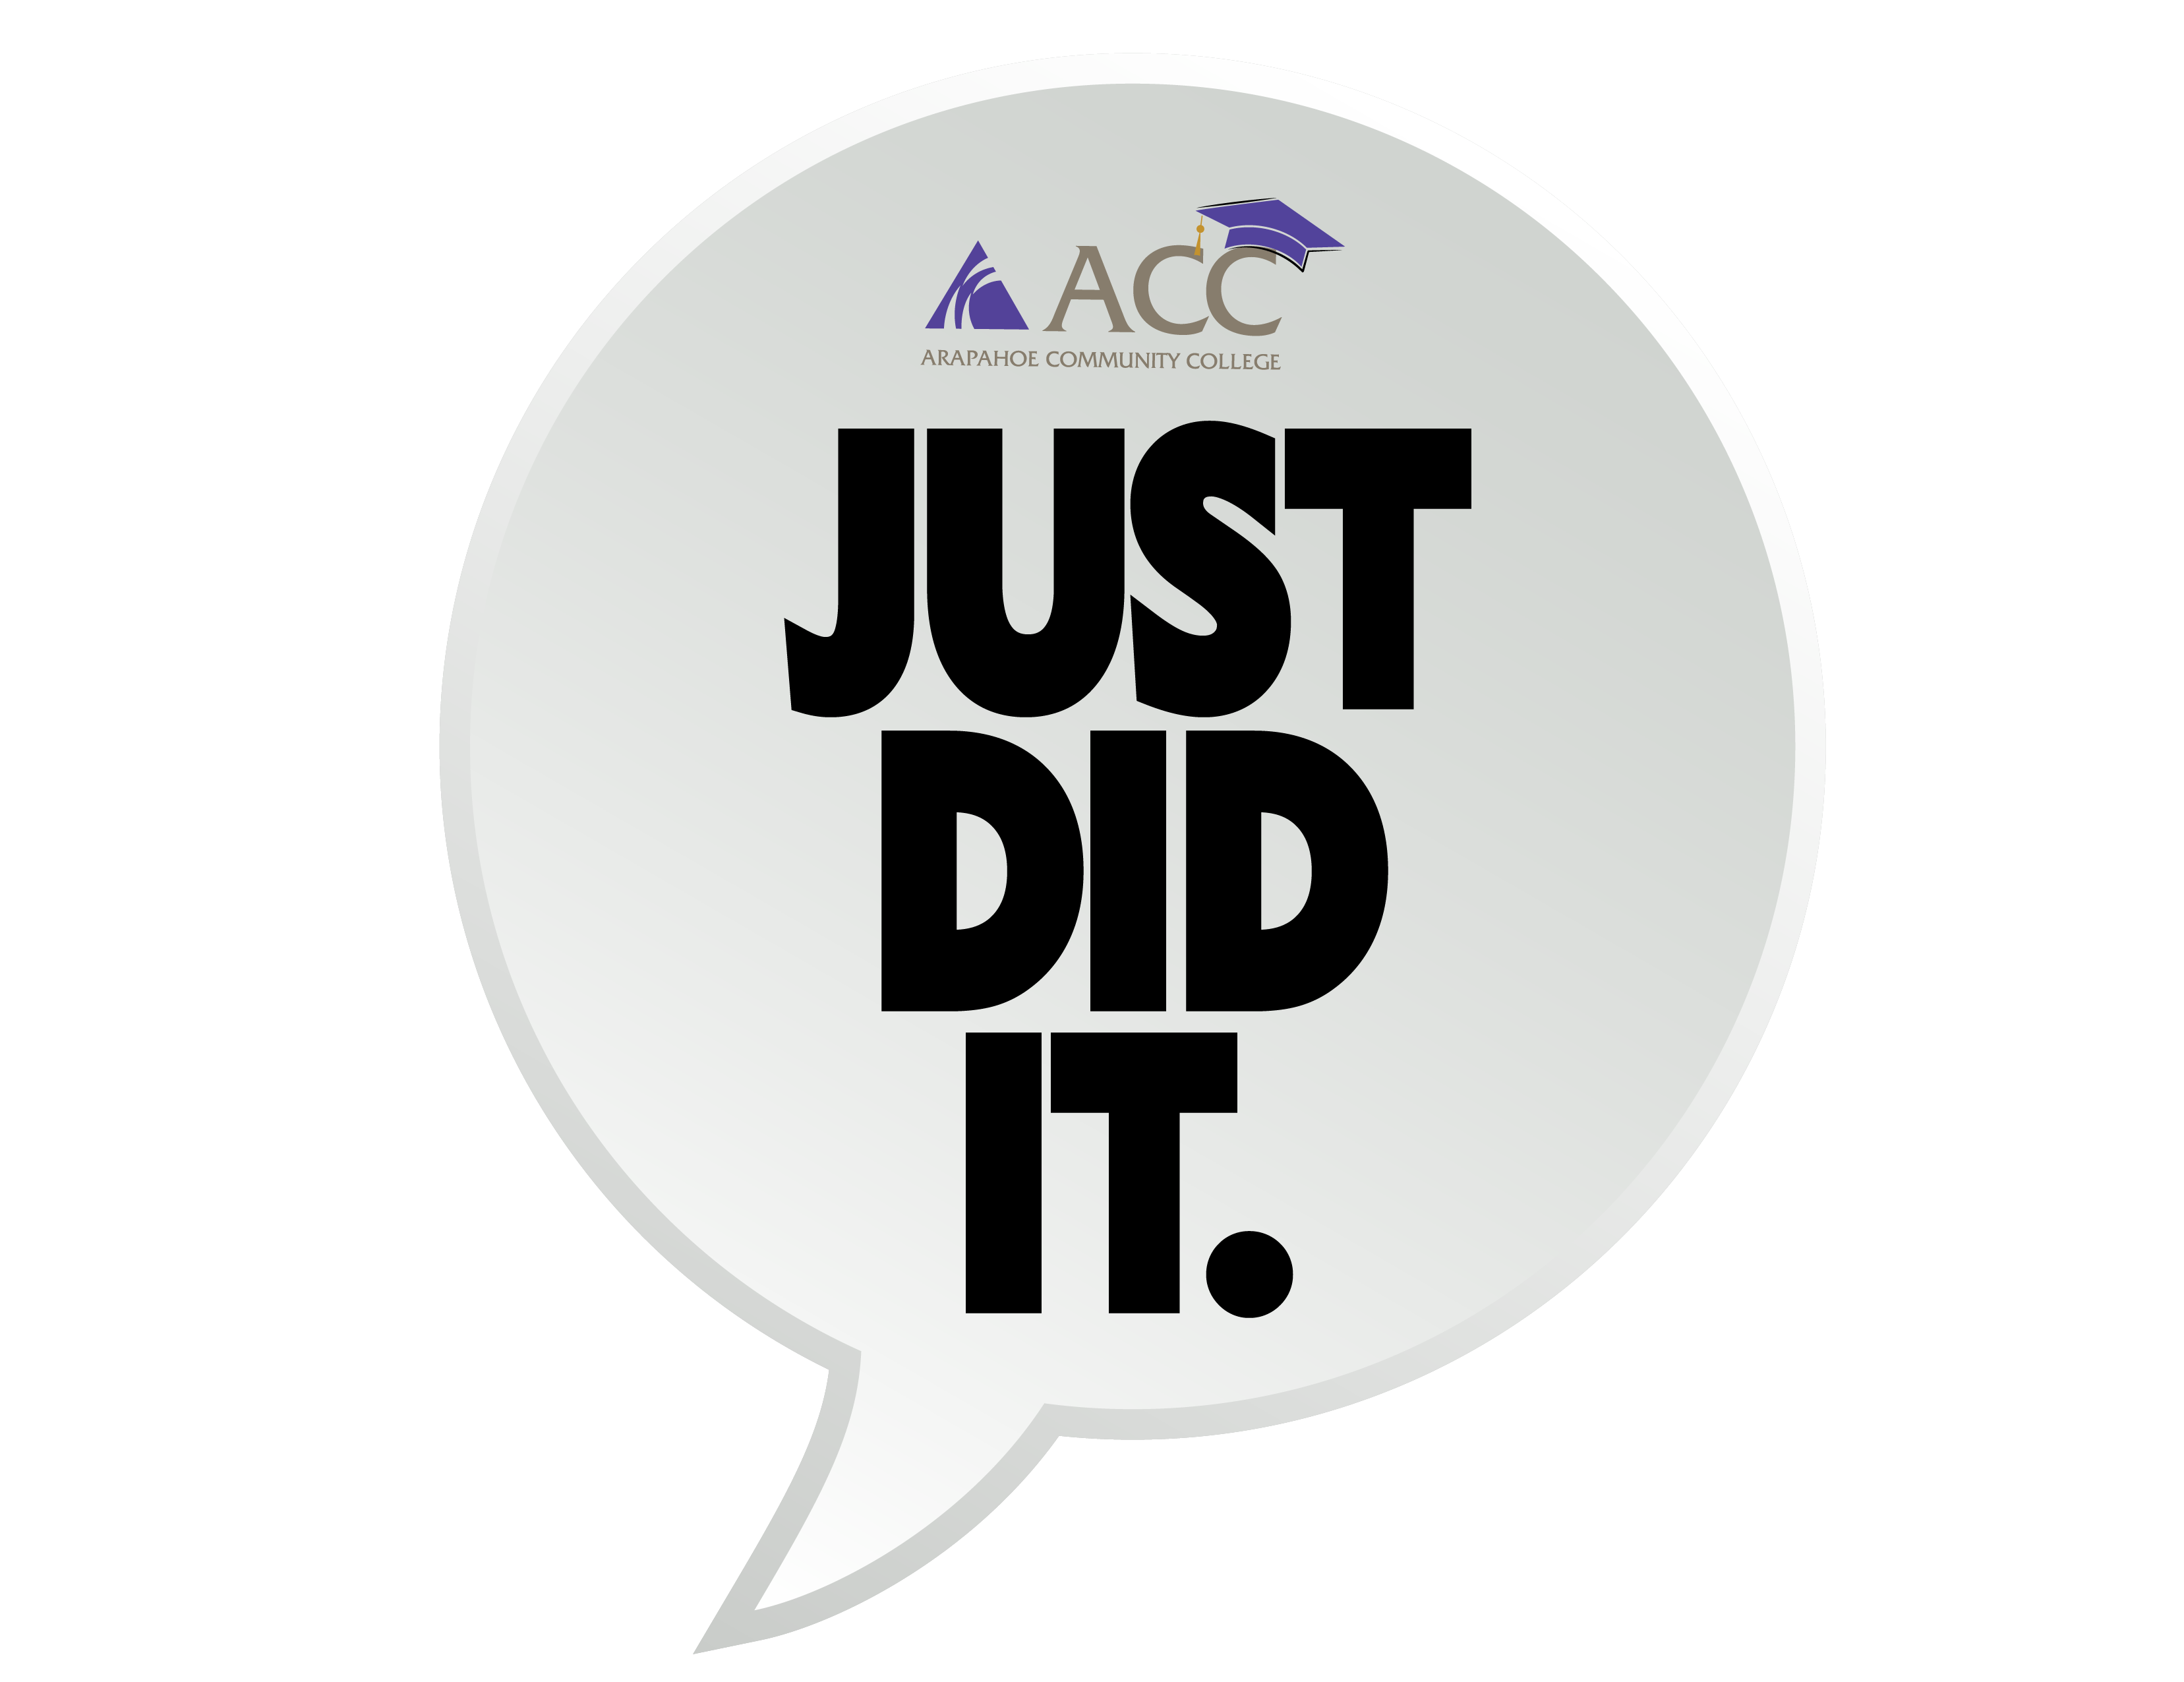 ACC
ARAPAHOE COMMUNITY COLLEGE
JUST
DID
IT.